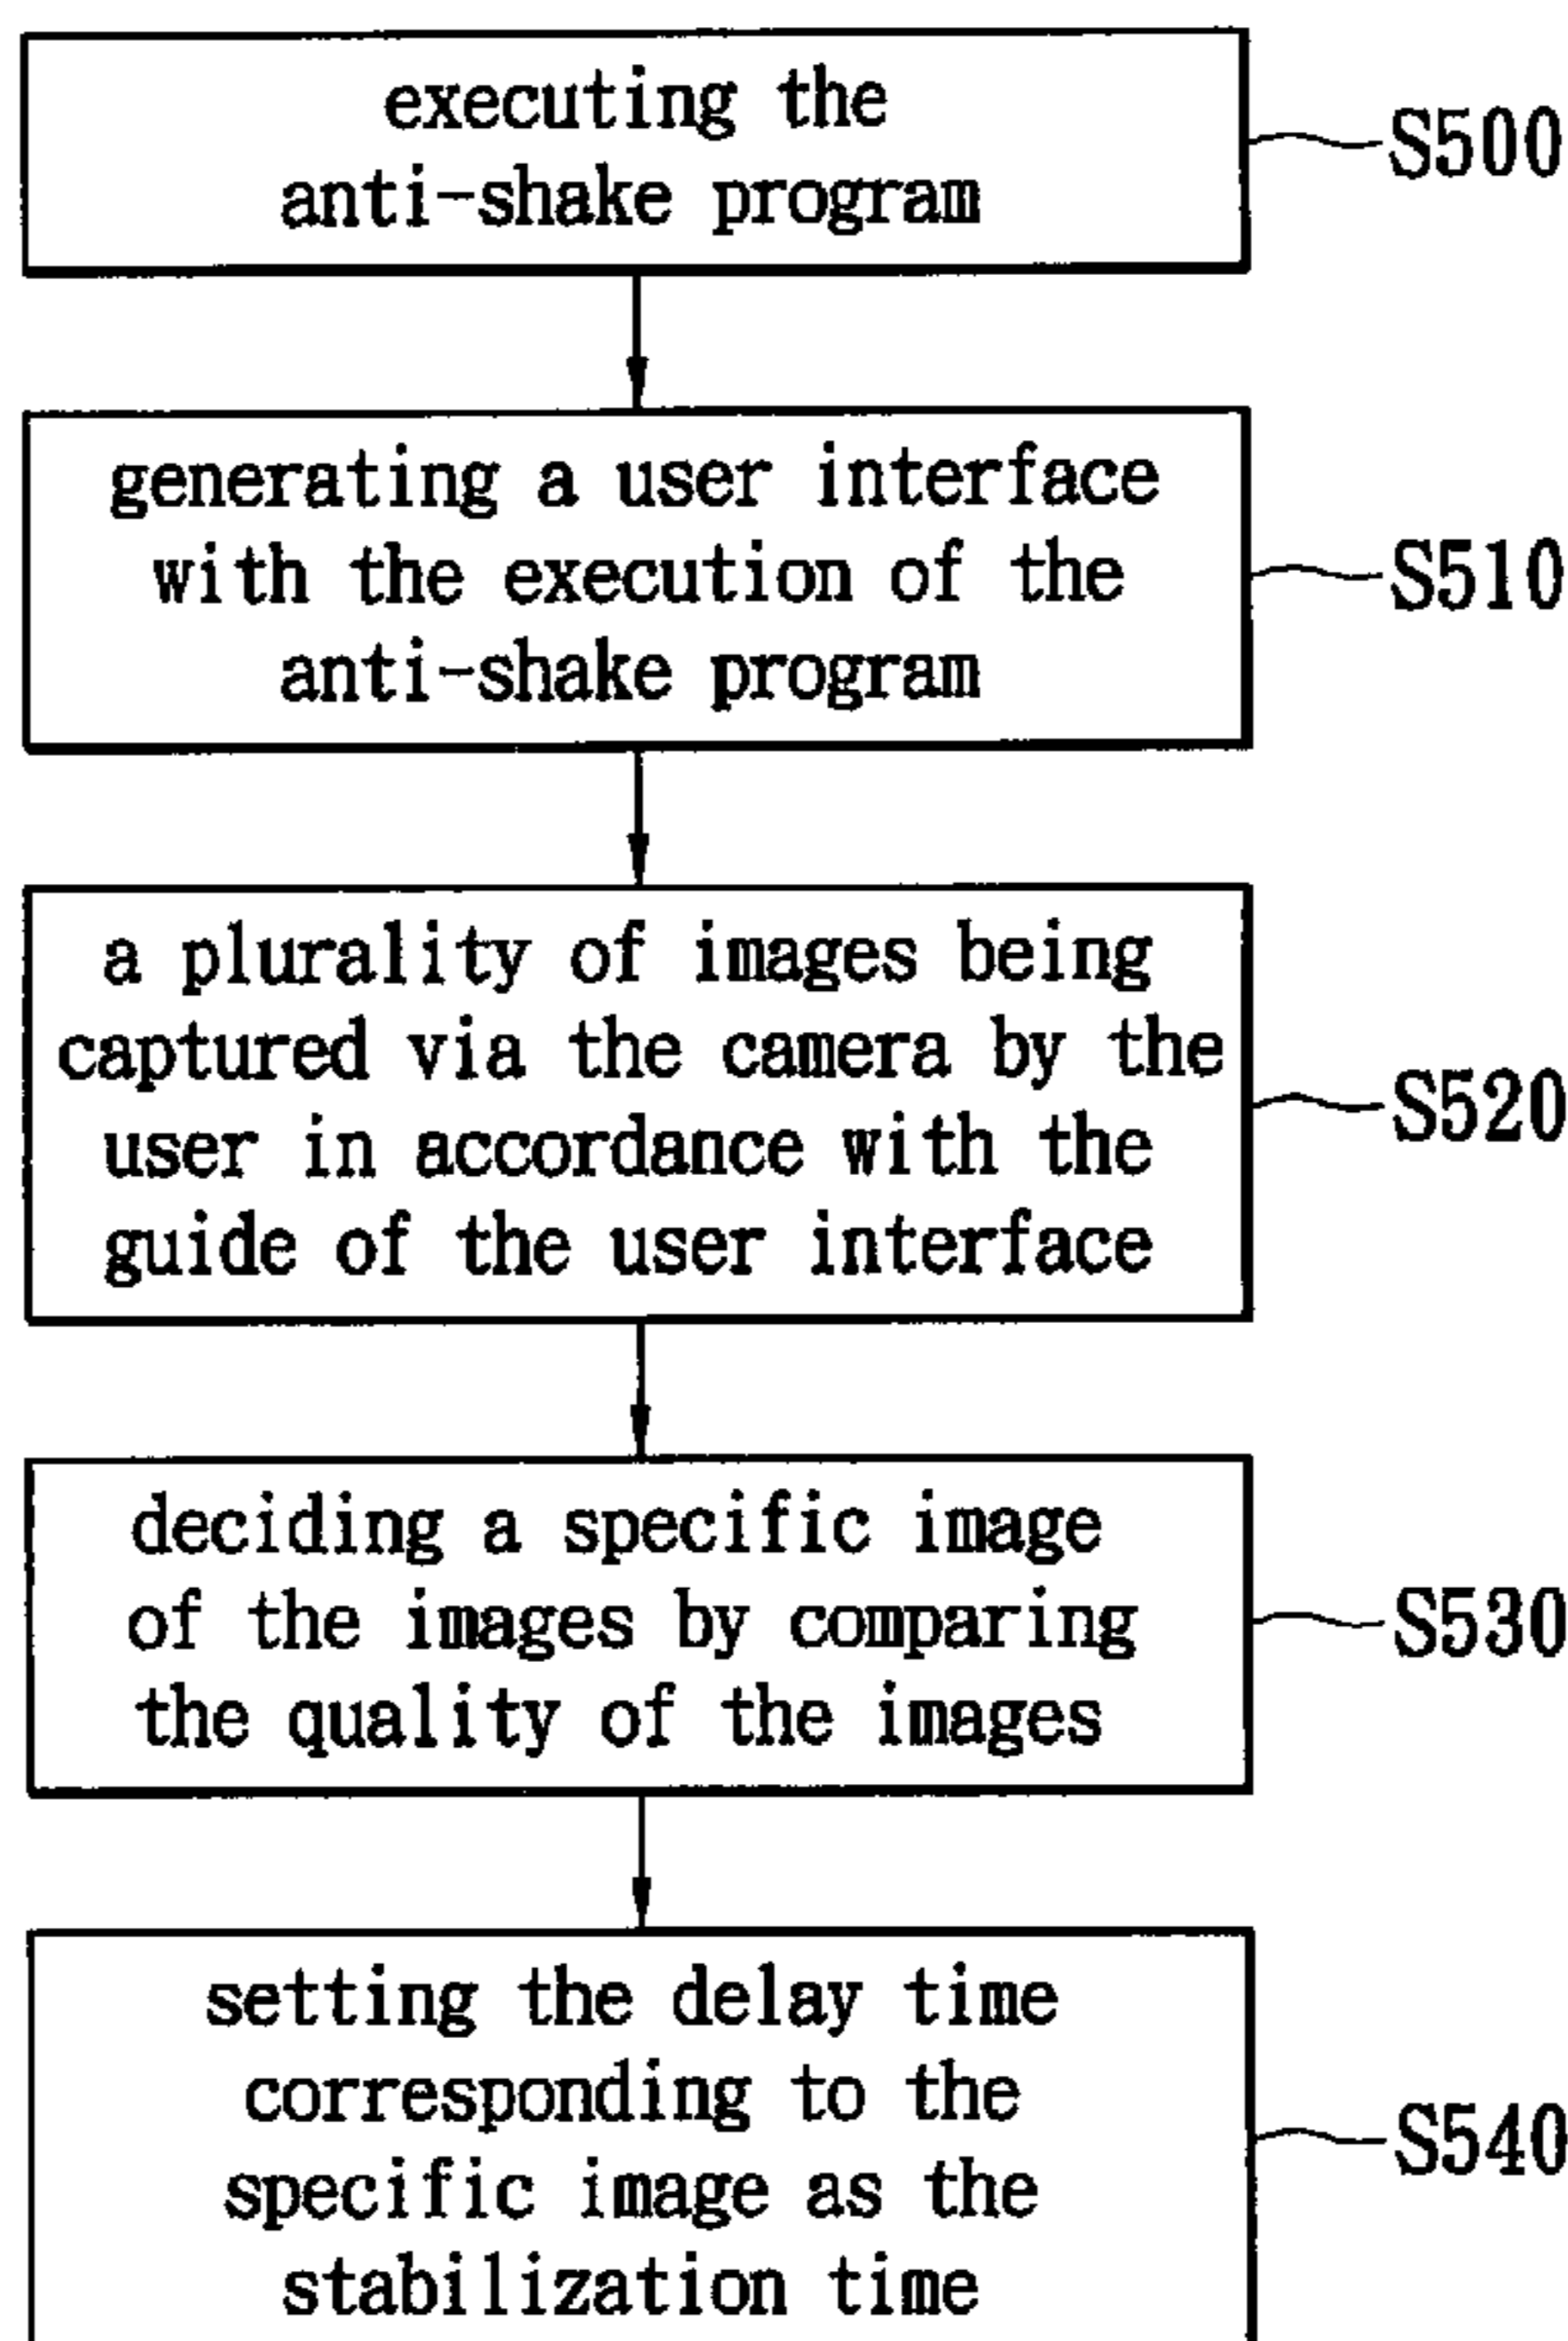 executing the
anti-shake program
S500
generating a user interface
with the execution of the
anti-shake program
S510
a plurality of images being
captured via the camera by the
user in accordance with the
guide of the user interface
S520
deciding a specific image
of the images by comparing
the quality of the images
S530
setting the delay time
corresponding to the
specific image as the
stabilization time
S540